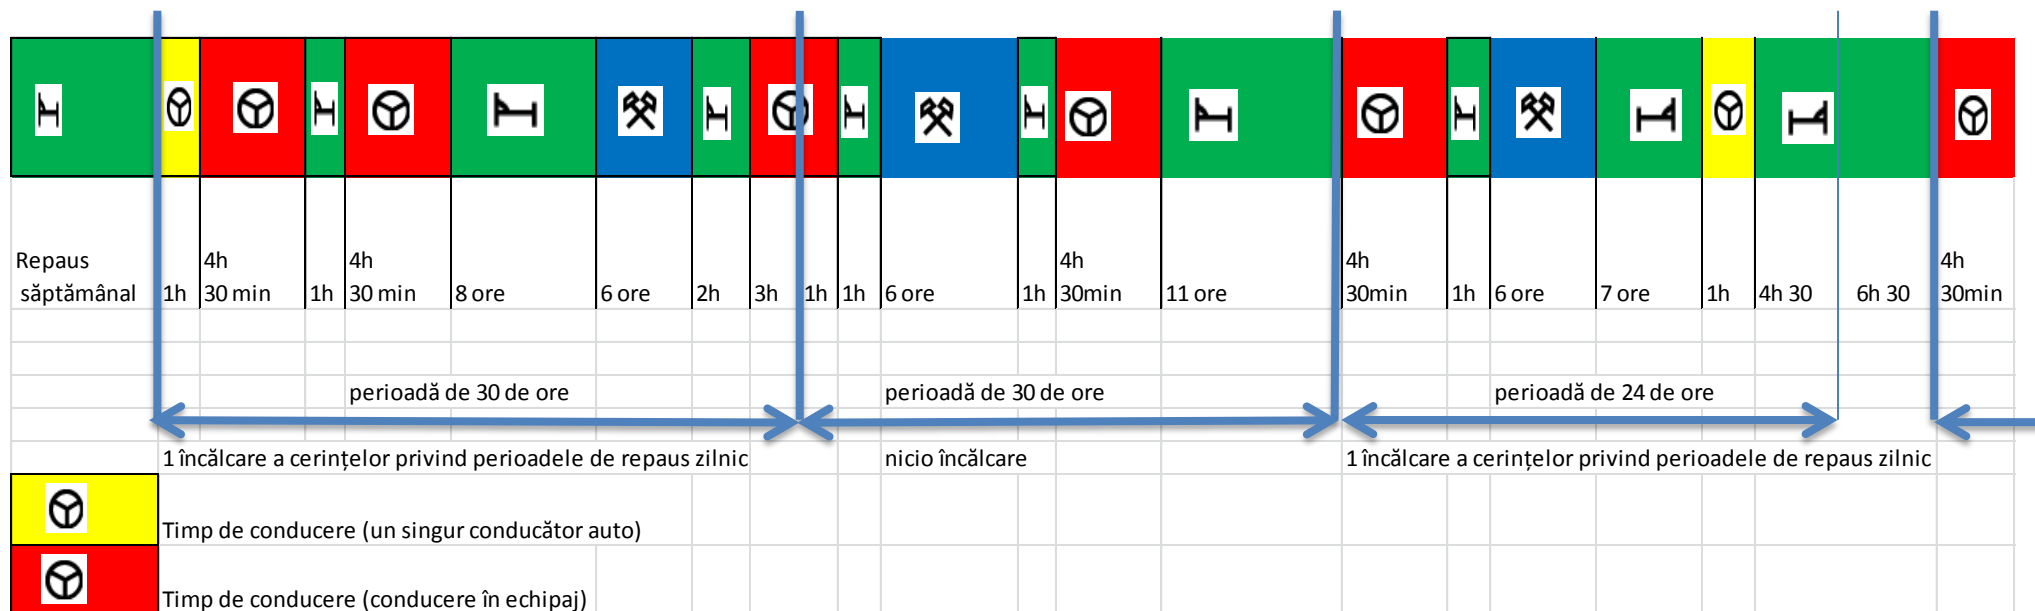 Repaus
săptămânal
1h
4h
30 min
1h
4h
30 min
8 ore
6 ore
2h
3h
1h
1h
6 ore
1h
4h
30min
11 ore
4h
30min
1h
6 ore
7 ore
1h
4h 30
6h 30
4h
30min
perioadă de 30 de ore
perioadă de 30 de ore
perioadă de 24 de ore
1 încălcare a cerințelor privind perioadele de repaus zilnic
nicio încălcare
1 încălcare a cerințelor privind perioadele de repaus zilnic
Timp de conducere (un singur conducător auto)
Timp de conducere (conducere în echipaj)